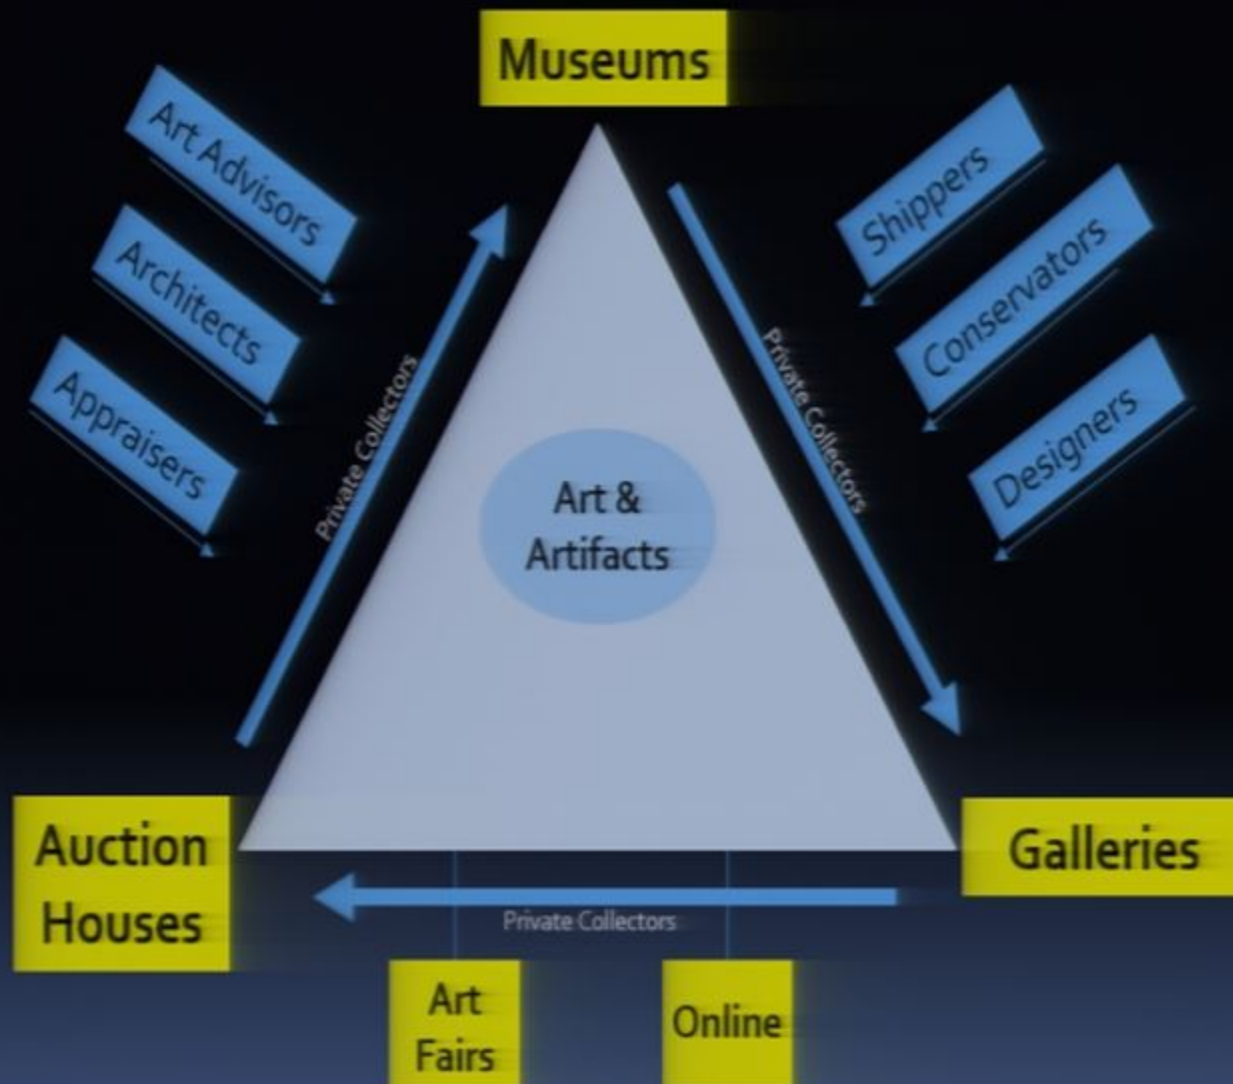 Museums
Art Advisors
Architects
Appraisers
Shippers
Conservators
Designers
Private Collectors
Private Collectors
Art &
Artifacts
Auction
Houses
Galleries
Private Collectors
Art
Fairs
Online